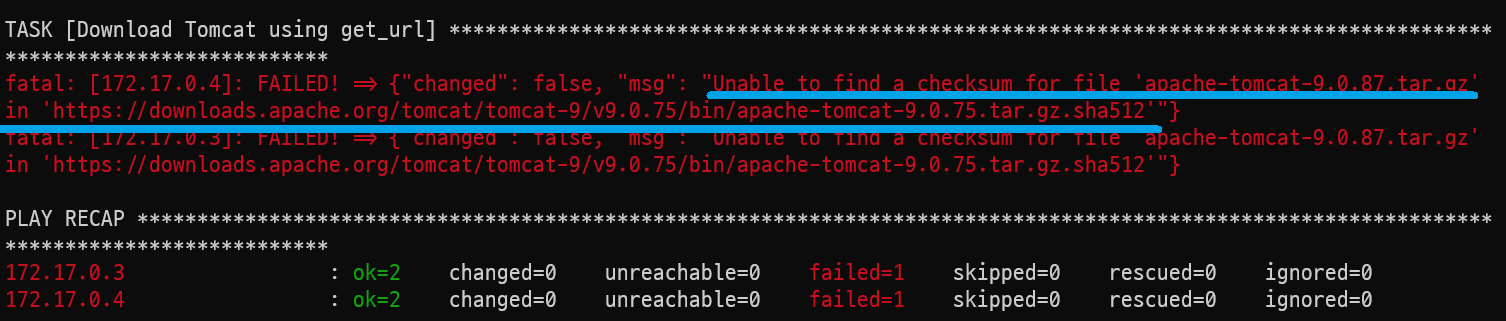 TASK [Download Tomcat using get_url] ***************************************************************************************
***************************
fatal: [172.17.0.4]: FAILED! => {"changed": false, "msg": "Unable to find a checksum for file 'apache-tomcat-9.0.87.tar.gz'
in 'https://downloads.apache.org/tomcat/tomcat-9/v9.0.75/bin/apache-tomcat-9.0.75.tar.gz.sha512'"}
fatal: [172.17.0.3]: FAILED! => {"changed": false, "msg": "Unable to find a checksum for file 'apache-tomcat-9.0.87.tar.gz'
in 'https://downloads.apache.org/tomcat/tomcat-9/v9.0.75/bin/apache-tomcat-9.0.75.tar.gz.sha512'"}
PLAY RECAP *****************************************************************************************************************
***************************
172.17.0.3                 : ok=2    changed=0    unreachable=0    failed=1    skipped=0    rescued=0    ignored=0
172.17.0.4                 : ok=2    changed=0    unreachable=0    failed=1    skipped=0    rescued=0    ignored=0